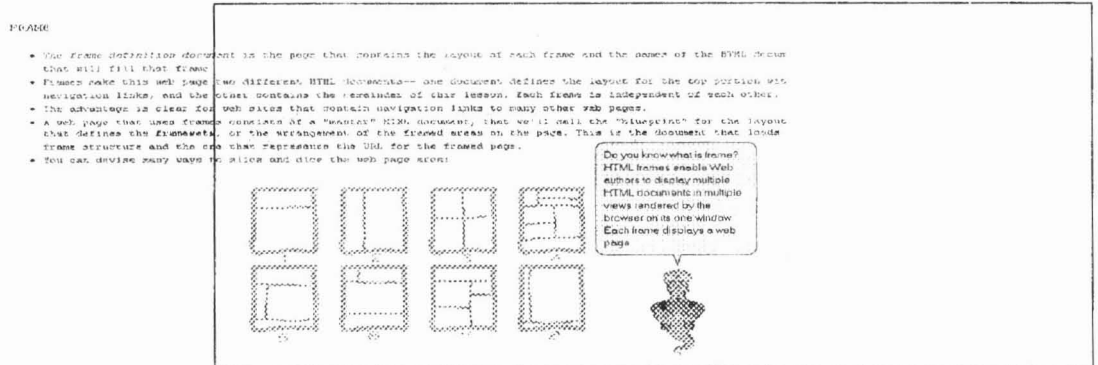 FRAME
• The frame definition document is the page that contains the layout of each frame and the names of the HTML docum
that will fill that frame
• Frames make this web page two different HTML documents-- one document defines the layout for the top portion wit
navigation links, and the other contains the remainder of this lesson. Each frame is independent of each other.
• The advantage is clear for web sites that contain navigation links to many other web pages.
• A web page that uses frames consists of a "master" HTML document, that we'll call the "blueprint" for the layout
that defines the framesets, or the arrangement of the framed areas on the page. This is the document that loads
frame structure and the one that represents the URL for the framed page.
• You can devise many ways to slice and dice the web page area:
Do you know what is frame?
HTML frames enable Web
authors to display multiple
HTML documents in multiple
views rendered by the
browser on its one window
Each frame displays a web
page